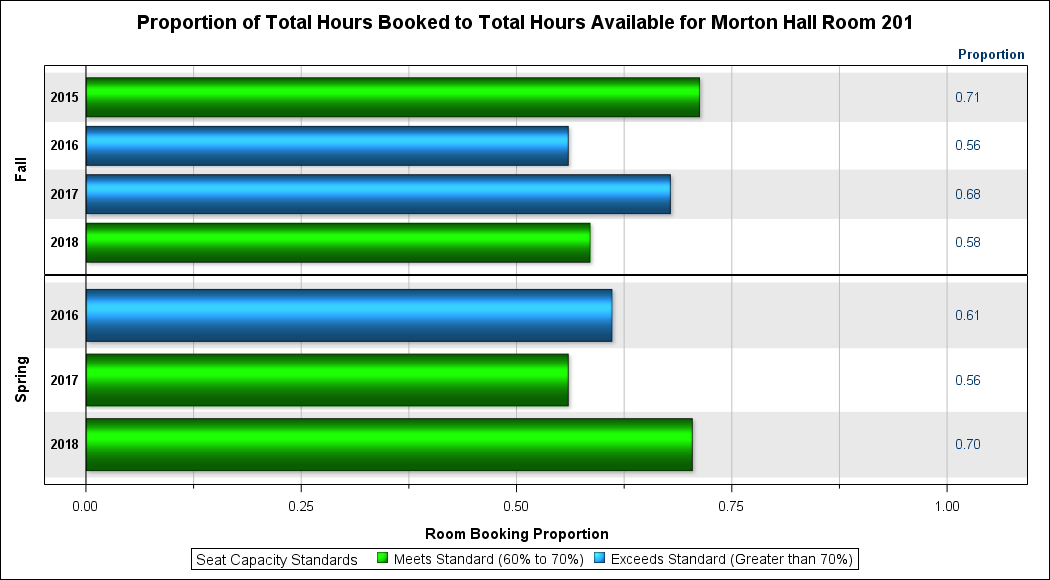 Proportion of Total Hours Booked to Total Hours Available for Morton Hall Room 201
Proportion
Fall
2015 0.71
2016 0.56
2017 0.68
2018 0.58
Spring
2016 0.61
2017 0.56
2018 0.70
0.00 0.25 0.50 0.75 1.00
Room Booking Proportion
Seat Capacity Standards Meets Standard (60% to 70%) Exceeds Standard (Greater than 70%)